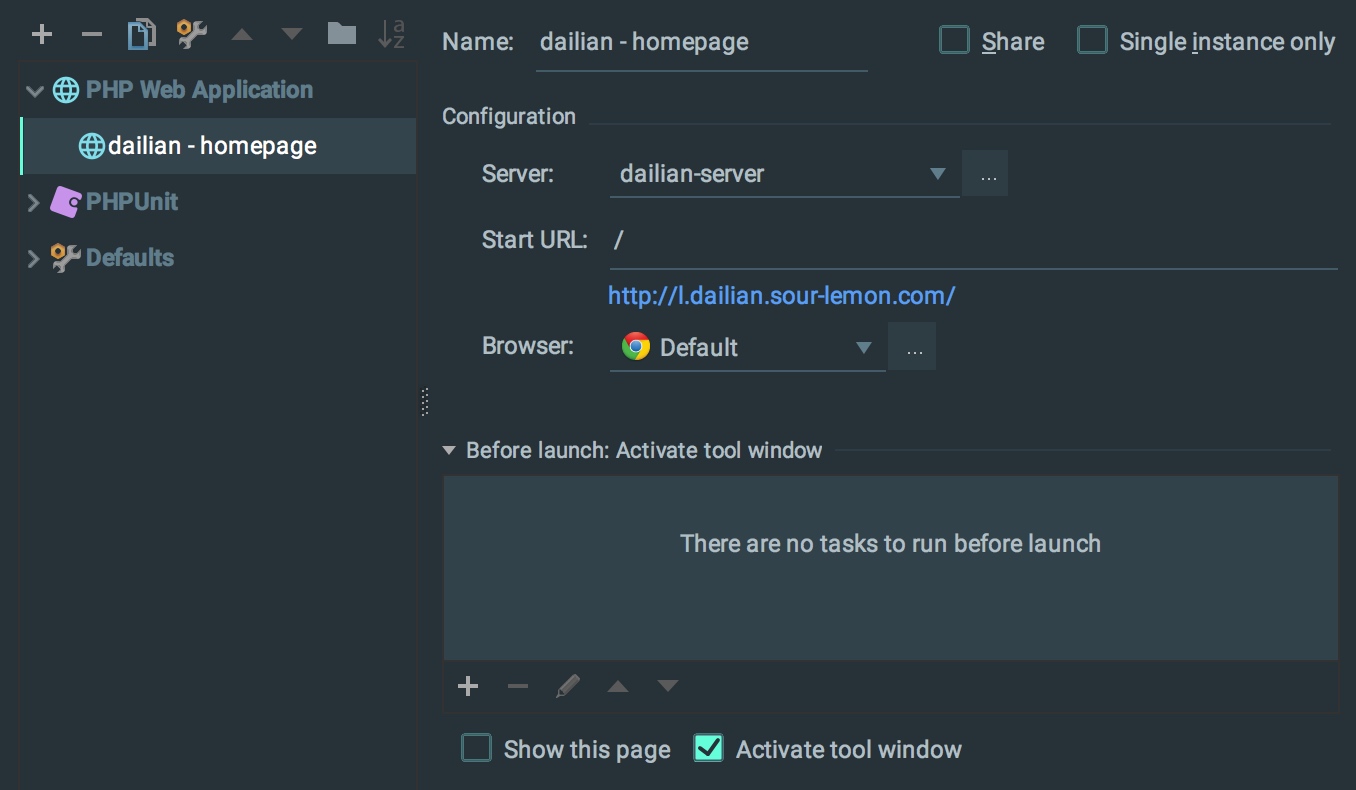 Name: dailian - homepage Share Single instance only
PHP Web Application
dailian - homepage
PHPUnit
Defaults
Configuration
Server: dailian-server ...
Start URL: /
http://l.dailian.sour-lemon.com/
Browser: Default ...
Before launch: Activate tool window
There are no tasks to run before launch
Show this page Activate tool window